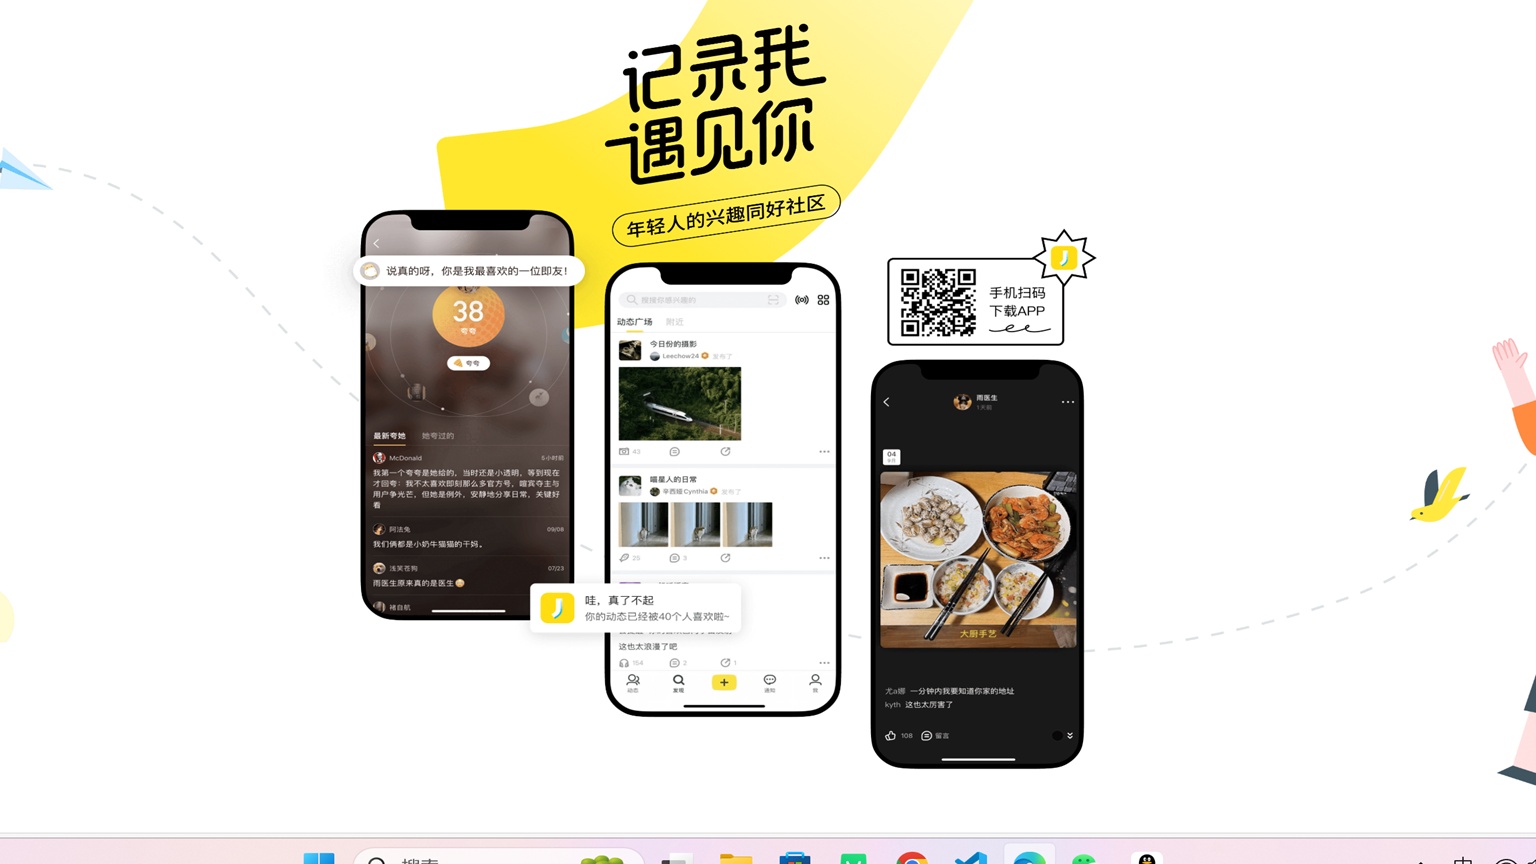 记录我
遇见你
年轻人的兴趣同好社区
说真的呀，你是我最喜欢的一位即友！
38
夸夸
夸夸
最新夸她
她夸过的
McDonald
5小时前
我第一个夸夸是她给的，当时还是小透明，等到现在
才回夸：我不太喜欢即刻那么多官方号，喧宾夺主与
用户争光芒，但她是例外，安静地分享日常，关键好
看
阿法兔
09/08
我们俩都是小奶牛猫猫的干妈。
浅笑苍狗
07/23
雨医生原来真的是医生
褚自航
搜搜你感兴趣的
动态广场
附近
今日份的摄影
Leechow24 发布了
43
喵星人的日常
辛西娅Cynthia 发布了
25
3
哇，真了不起
你的动态已经被40个人喜欢啦~
这也太浪漫了吧
154
2
1
动态
发现
通知
我
手机扫码
下载APP
雨医生
1天前
04
大厨手艺
尤a娜 一分钟内我要知道你家的地址
kyth 这也太厉害了
108
留言
搜索
中